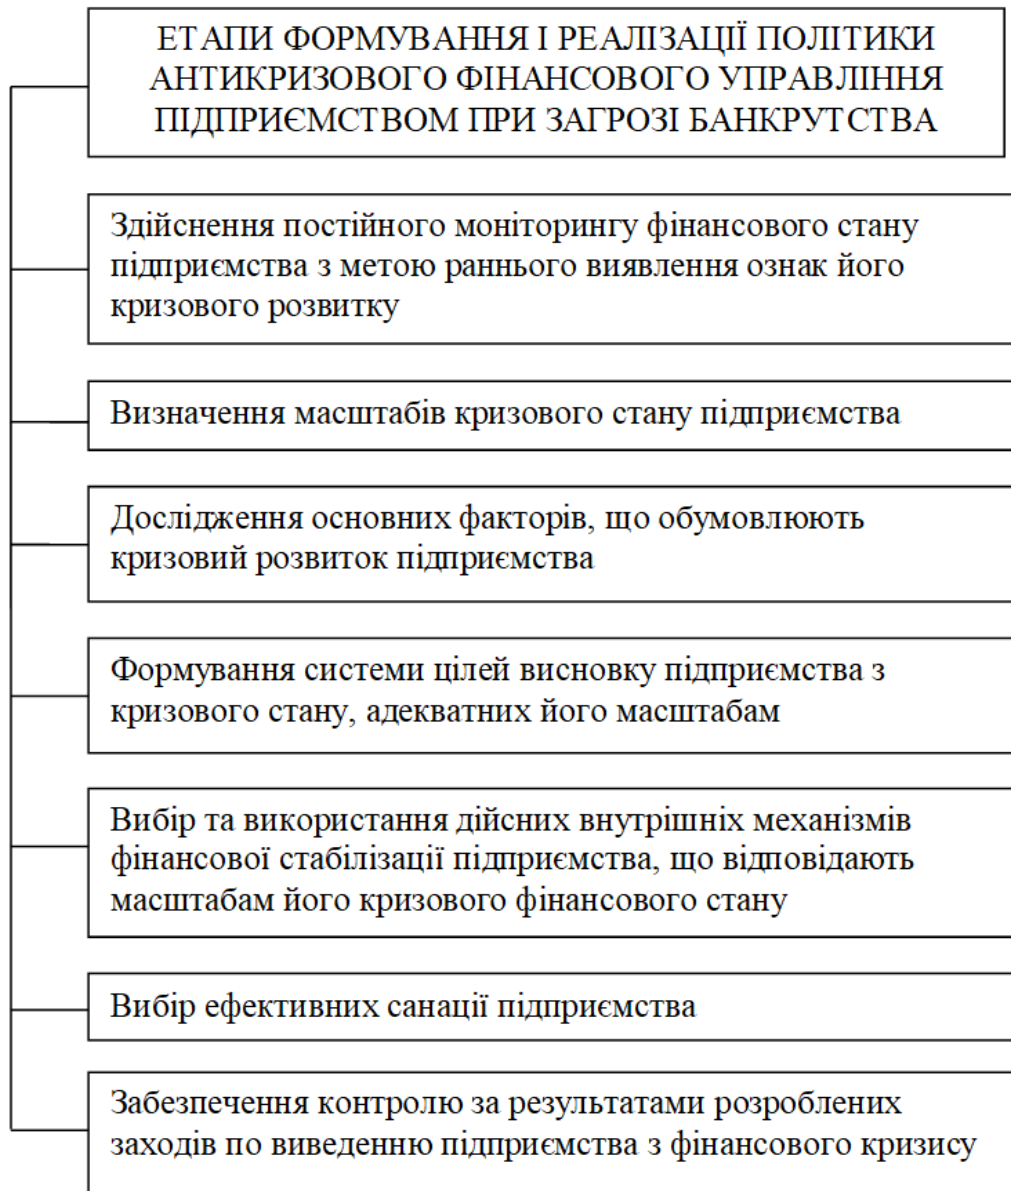 ЕТАПИ ФОРМУВАННЯ І РЕАЛІЗАЦІЇ ПОЛІТИКИ
АНТИКРИЗОВОГО ФІНАНСОВОГО УПРАВЛІННЯ
ПІДПРИЄМСТВОМ ПРИ ЗАГРОЗІ БАНКРУТСТВА
Здійснення постійного моніторингу фінансового стану
підприємства з метою раннього виявлення ознак його
кризового розвитку
Визначення масштабів кризового стану підприємства
Дослідження основних факторів, що обумовлюють
кризовий розвиток підприємства
Формування системи цілей висновку підприємства з
кризового стану, адекватних його масштабам
Вибір та використання дійсних внутрішніх механізмів
фінансової стабілізації підприємства, що відповідають
масштабам його кризового фінансового стану
Вибір ефективних санації підприємства
Забезпечення контролю за результатами розроблених
заходів по виведенню підприємства з фінансового кризису